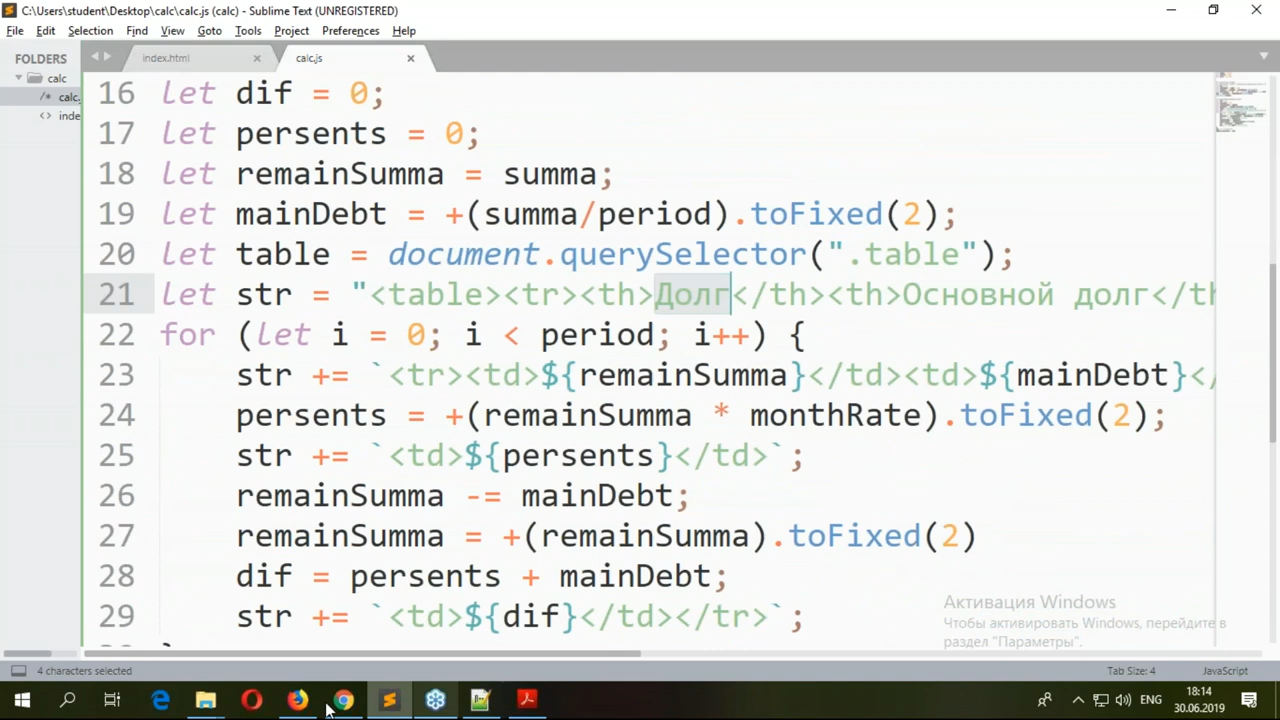 C:\Users\student\Desktop\calc\calc.js (calc) - Sublime Text (UNREGISTERED)
File Edit Selection Find View Goto Tools Project Preferences Help
FOLDERS
index.html
calc.js
calc
/* calc.
<> inde
16 let dif = 0;
17 let persents = 0;
18 let remainSumma = summa;
19 let mainDebt = +(summa/period).toFixed(2);
20 let table = document.querySelector(".table");
21 let str = "<table><tr><th>Долг</th><th>Основной долг</th
22 for (let i = 0; i < period; i++) {
23 str += `<tr><td>${remainSumma}</td><td>${mainDebt}</
24 persents = +(remainSumma * monthRate).toFixed(2);
25 str += `<td>${persents}</td>`;
26 remainSumma -= mainDebt;
27 remainSumma = +(remainSumma).toFixed(2)
28 dif = persents + mainDebt;
29 str += `<td>${dif}</td></tr>`;
Активация Windows
Чтобы активировать Windows, перейдите в
раздел "Параметры".
4 characters selected
Tab Size: 4
JavaScript
ENG
18:14
30.06.2019